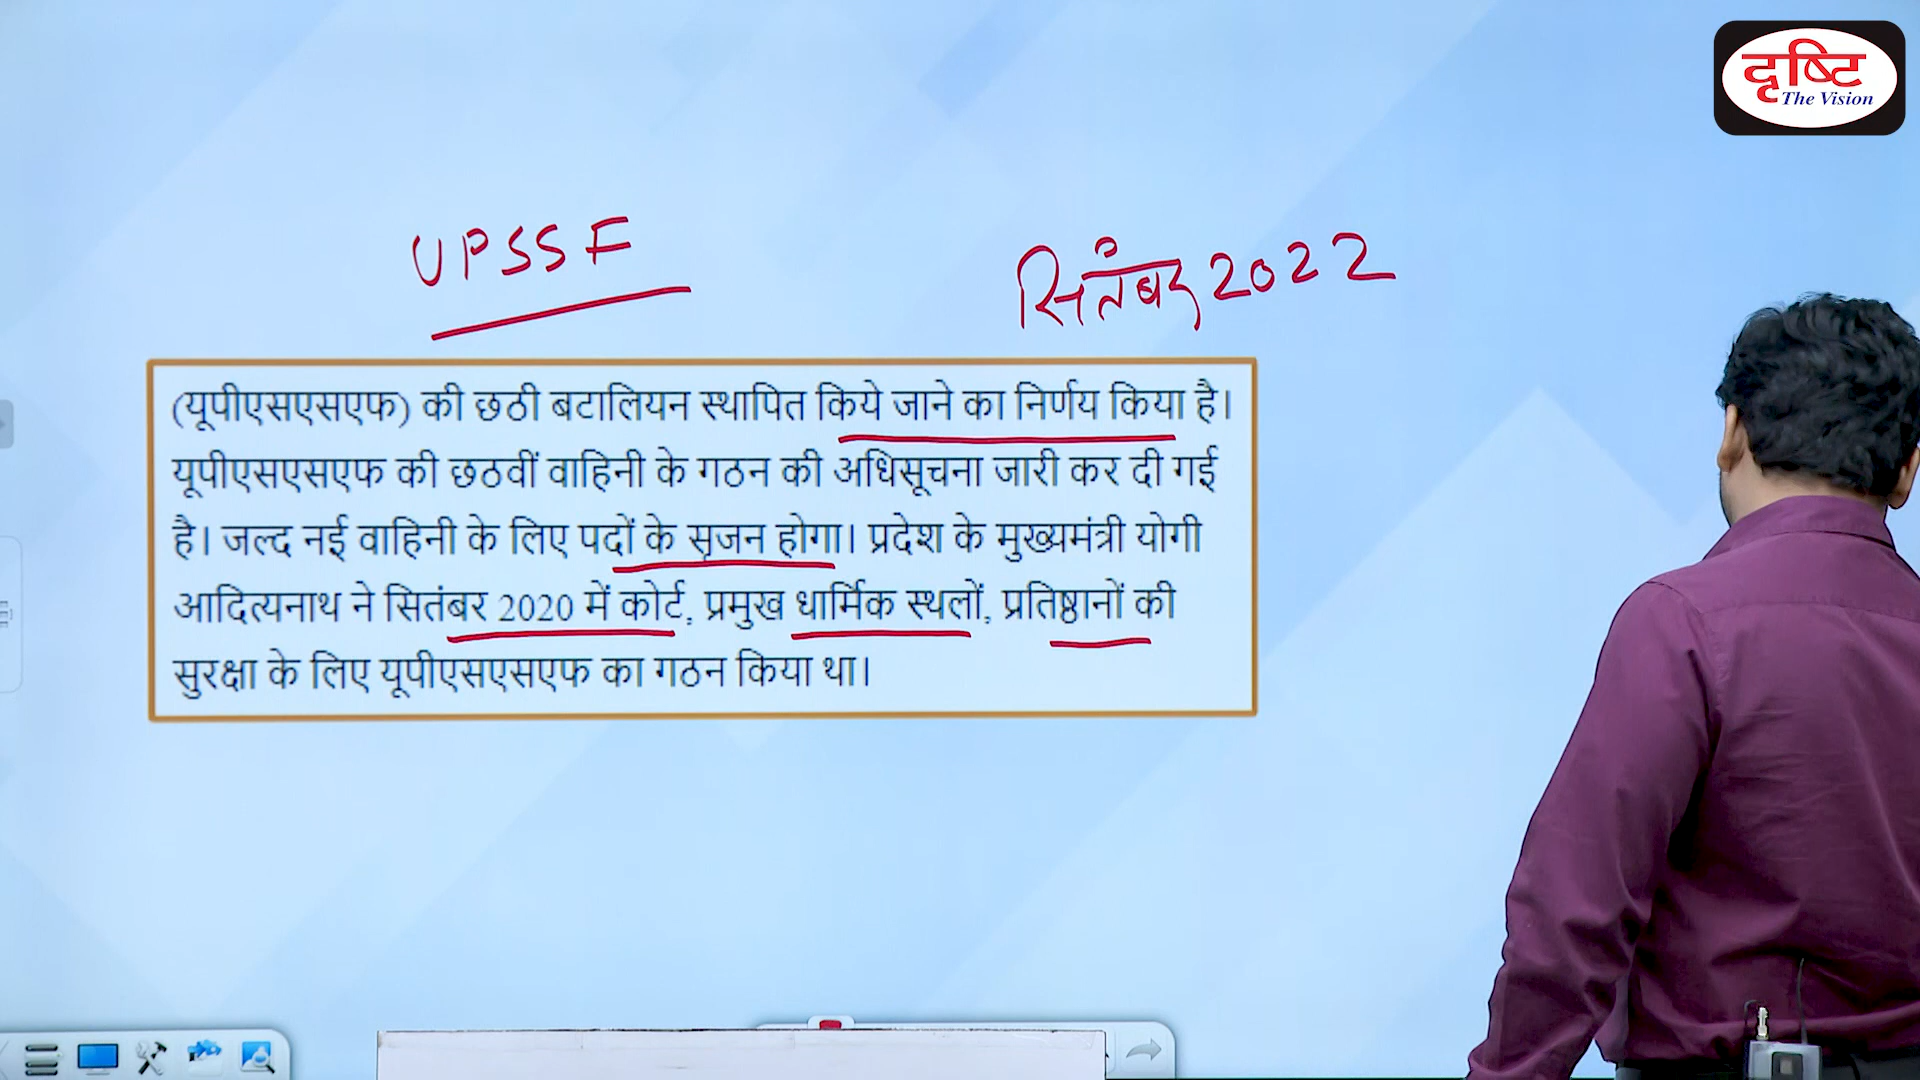 दृष्टि
The Vision
UPSSF
सितंबर 2022
(यूपीएसएसएफ) की छठी बटालियन स्थापित किये जाने का निर्णय किया है।
यूपीएसएसएफ की छठवीं वाहिनी के गठन की अधिसूचना जारी कर दी गई
है। जल्द नई वाहिनी के लिए पदों के सृजन होगा। प्रदेश के मुख्यमंत्री योगी
आदित्यनाथ ने सितंबर 2020 में कोर्ट, प्रमुख धार्मिक स्थलों, प्रतिष्ठानों की
सुरक्षा के लिए यूपीएसएसएफ का गठन किया था।